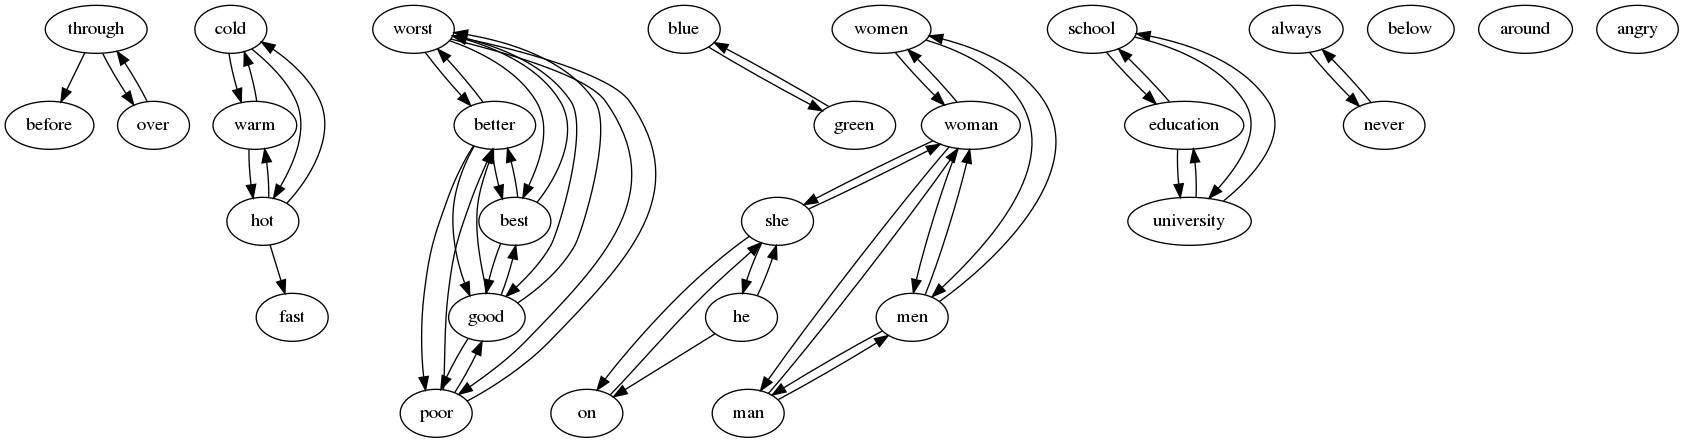 through
cold
worst
blue
women
school
always
below
around
angry
before
over
warm
better
green
woman
education
never
hot
best
she
university
fast
good
he
men
poor
on
man